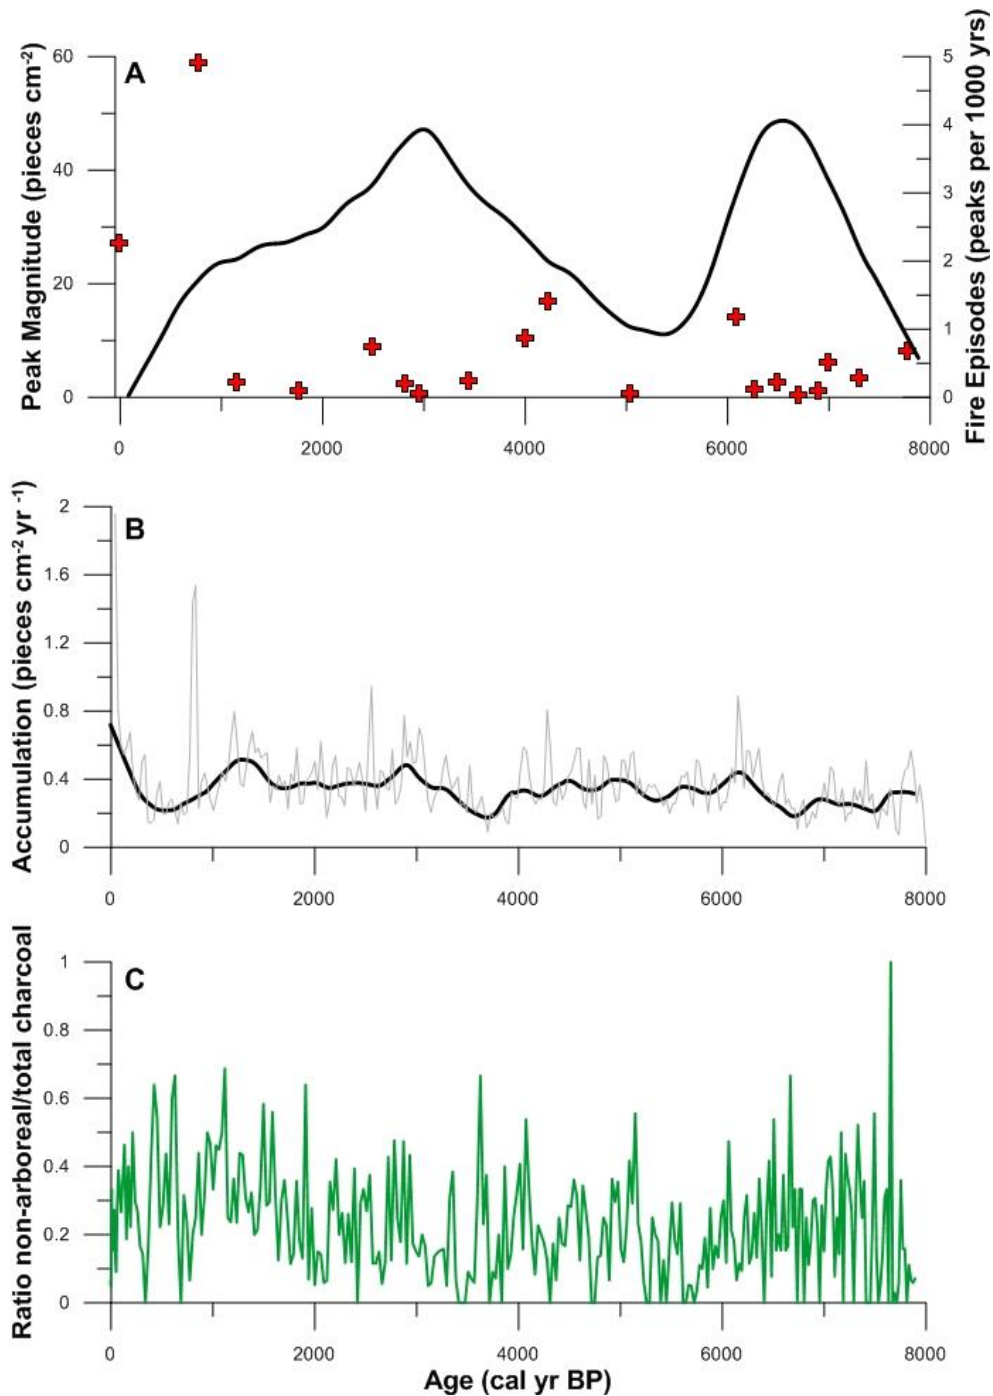 A
Peak Magnitude (pieces cm-2)
60
40
20
0
Fire Episodes (peaks per 1000 yrs)
5
4
3
2
1
0
0 2000 4000 6000 8000
B
Accumulation (pieces cm-2 yr -1)
2
1.6
1.2
0.8
0.4
0
0 2000 4000 6000 8000
C
Ratio non-arboreal/total charcoal
1
0.8
0.6
0.4
0.2
0
0 2000 4000 6000 8000
Age (cal yr BP)